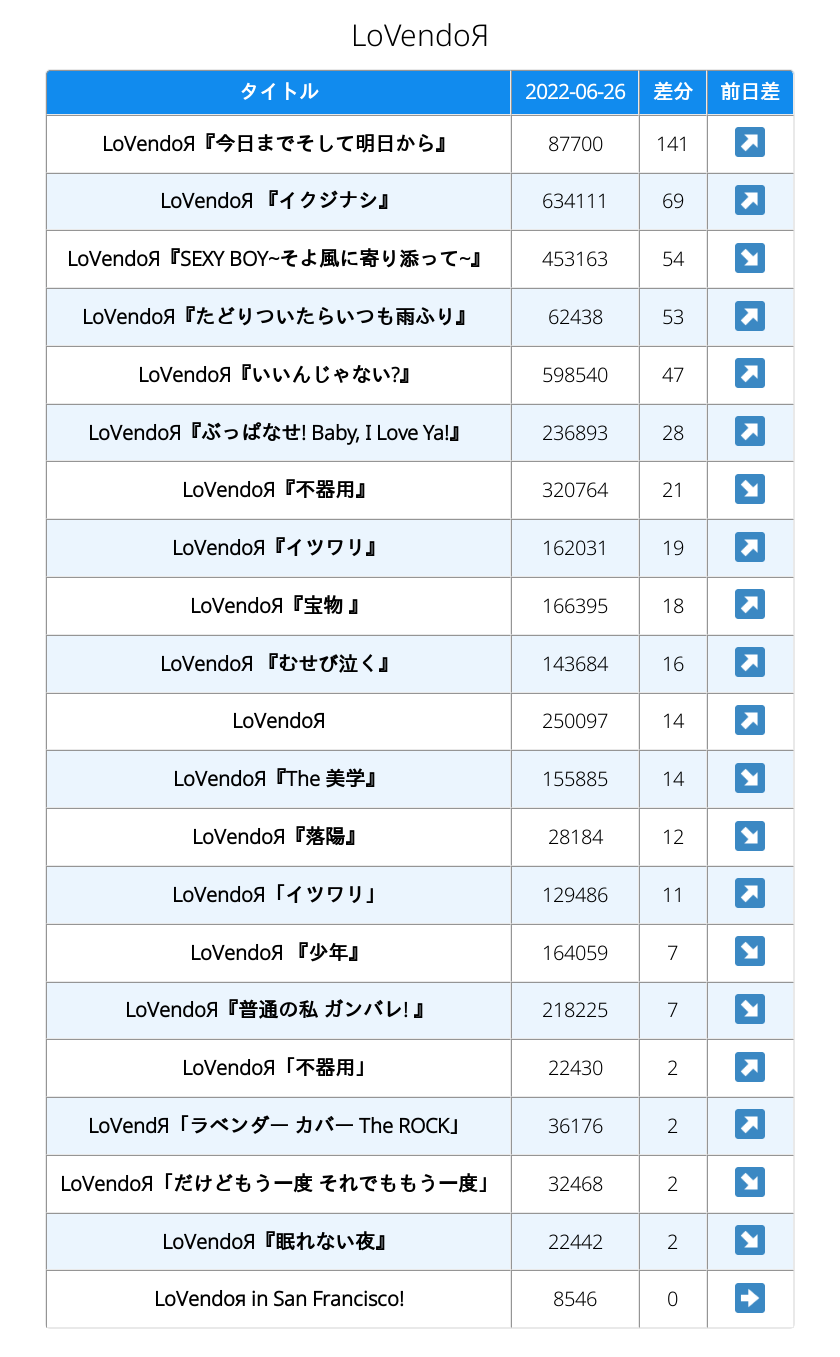 LoVendoЯ
タイトル 2022-06-26 差分 前日差
LoVendoЯ『今日までそして明日から』 87700 141
LoVendoЯ 『イクジナシ』 634111 69
LoVendoЯ『SEXY BOY~そよ風に寄り添って~』 453163 54
LoVendoЯ『たどりついたらいつも雨ふり』 62438 53
LoVendoЯ『いいんじゃない?』 598540 47
LoVendoЯ『ぶっぱなせ! Baby, I Love Ya!』 236893 28
LoVendoЯ『不器用』 320764 21
LoVendoЯ『イツワリ』 162031 19
LoVendoЯ『宝物 』 166395 18
LoVendoЯ 『むせび泣く』 143684 16
LoVendoЯ 250097 14
LoVendoЯ『The 美学』 155885 14
LoVendoЯ『落陽』 28184 12
LoVendoЯ「イツワリ」 129486 11
LoVendoЯ 『少年』 164059 7
LoVendoЯ『普通の私 ガンバレ! 』 218225 7
LoVendoЯ「不器用」 22430 2
LoVendЯ「ラベンダー カバー The ROCK」 36176 2
LoVendoЯ「だけどもう一度 それでももう一度」 32468 2
LoVendoЯ『眠れない夜』 22442 2
LoVendoя in San Francisco! 8546 0